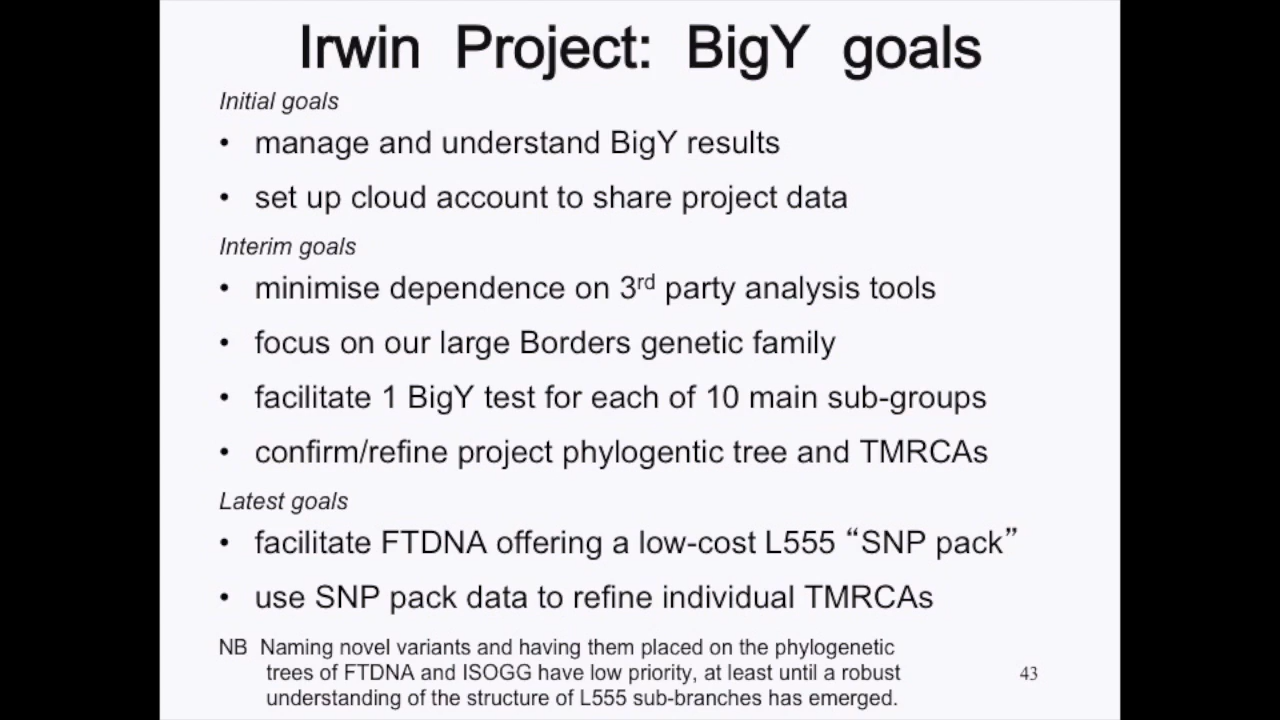 Irwin Project: BigY goals
Initial goals
• manage and understand BigY results
• set up cloud account to share project data
Interim goals
• minimise dependence on 3rd party analysis tools
• focus on our large Borders genetic family
• facilitate 1 BigY test for each of 10 main sub-groups
• confirm/refine project phylogentic tree and TMRCAs
Latest goals
• facilitate FTDNA offering a low-cost L555 “SNP pack”
• use SNP pack data to refine individual TMRCAs
NB Naming novel variants and having them placed on the phylogenetic
trees of FTDNA and ISOGG have low priority, at least until a robust
understanding of the structure of L555 sub-branches has emerged.
43